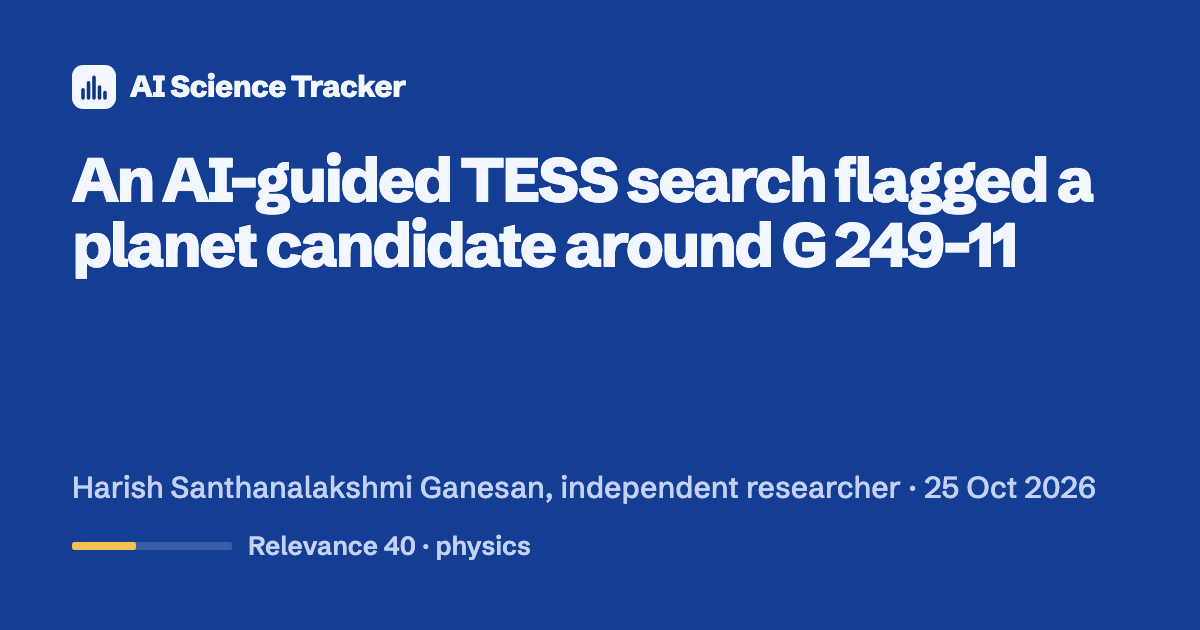 AI Science Tracker
An AI-guided TESS search flagged a
planet candidate around G 249-11
Harish Santhanalakshmi Ganesan, independent researcher · 25 Oct 2026
Relevance 40 · physics